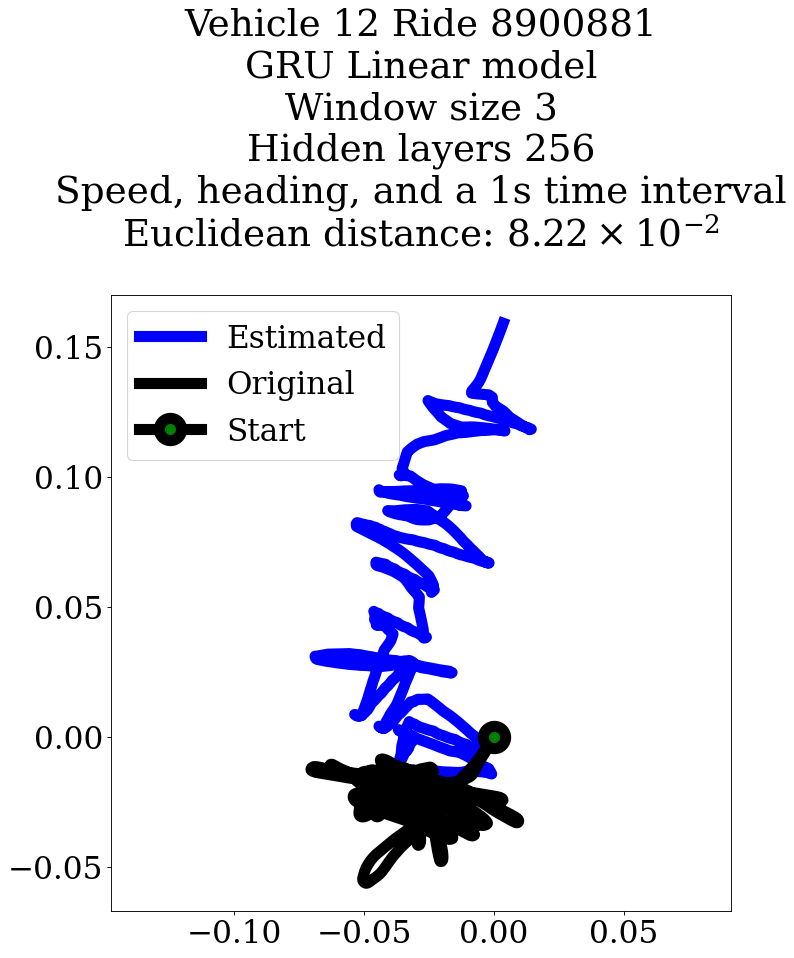 Vehicle 12 Ride 8900881
GRU Linear model
Window size 3
Hidden layers 256
Speed, heading, and a 1s time interval
Euclidean distance: 8.22 × 10⁻²
Estimated
Original
Start
0.15
0.10
0.05
0.00
−0.05
−0.10
−0.05
0.00
0.05